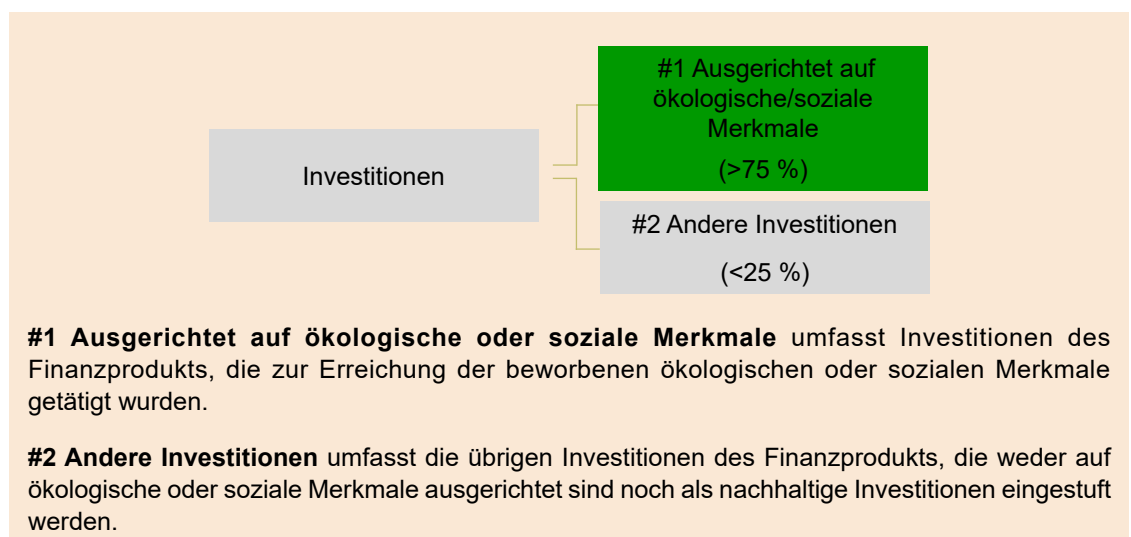 #1 Ausgerichtet auf
ökologische/soziale
Merkmale
(>75 %)
Investitionen
#2 Andere Investitionen
(<25 %)
#1 Ausgerichtet auf ökologische oder soziale Merkmale umfasst Investitionen des
Finanzprodukts, die zur Erreichung der beworbenen ökologischen oder sozialen Merkmale
getätigt wurden.
#2 Andere Investitionen umfasst die übrigen Investitionen des Finanzprodukts, die weder auf
ökologische oder soziale Merkmale ausgerichtet sind noch als nachhaltige Investitionen eingestuft
werden.